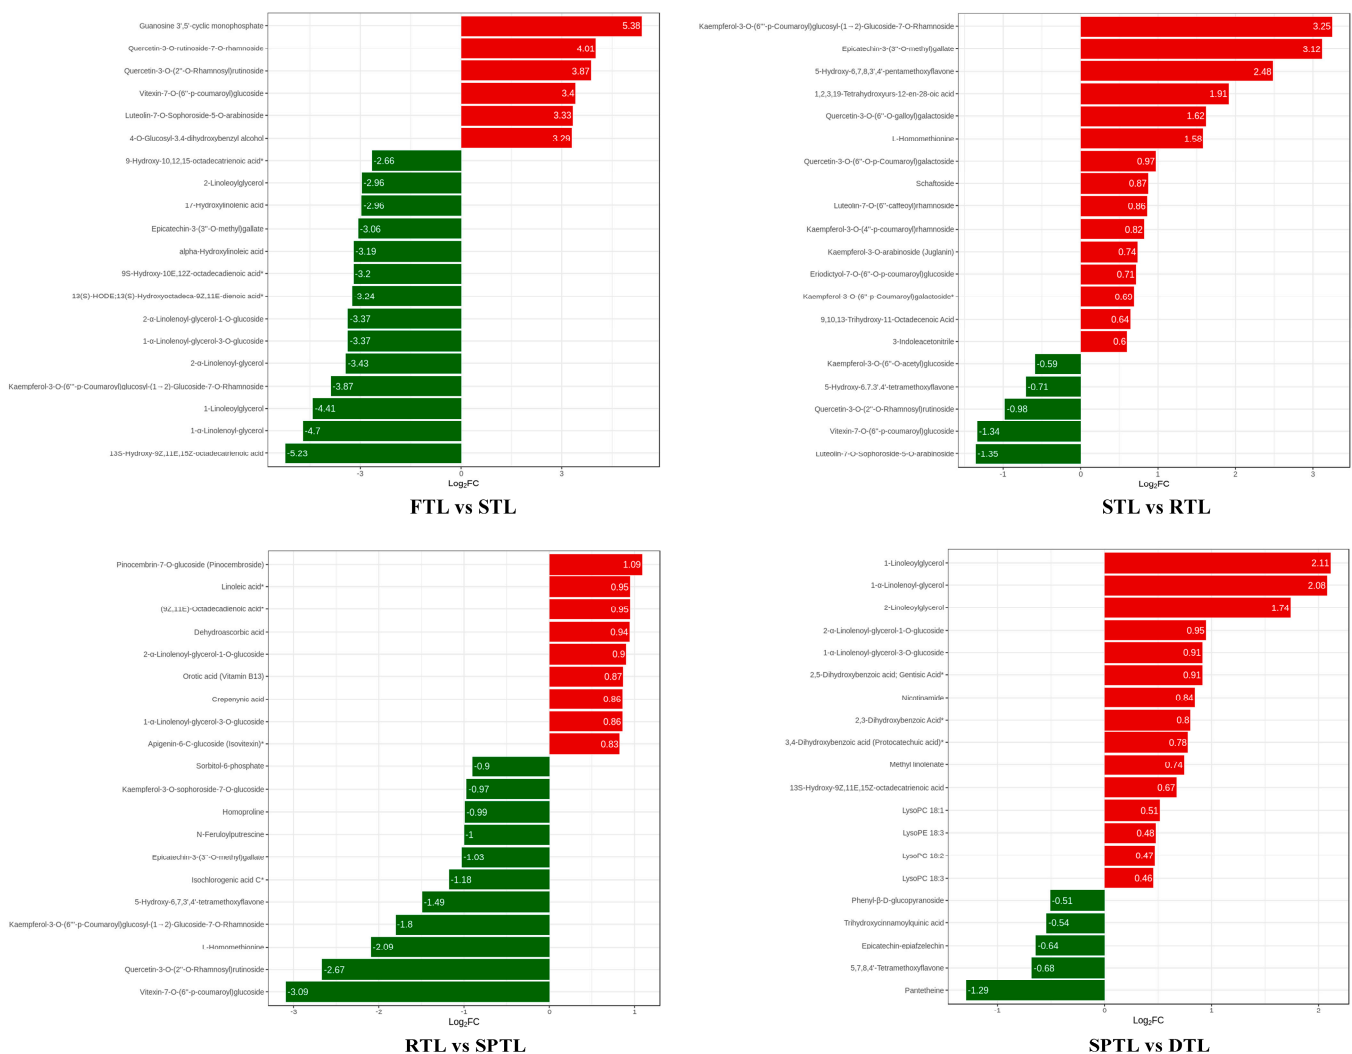 Guanosine 3',5'-cyclic monophosphate 5.38
Quercetin-3-O-rutinoside-7-O-rhamnoside 4.01
Quercetin-3-O-(2''-O-Rhamnosyl)rutinoside 3.87
Vitexin-7-O-(6''-p-coumaroyl)glucoside 3.4
Luteolin-7-O-Sophoroside-5-O-arabinoside 3.33
4-O-Glucosyl-3,4-dihydroxybenzyl alcohol 3.29
9-Hydroxy-10,12,15-octadecatrienoic acid* -2.66
2-Linoleoylglycerol -2.96
17-Hydroxylinolenic acid -2.96
Epicatechin-3-(3''-O-methyl)gallate -3.06
alpha-Hydroxylinoleic acid -3.19
9S-Hydroxy-10E,12Z-octadecadienoic acid* -3.2
13(S)-HODE;13(S)-Hydroxyoctadeca-9Z,11E-dienoic acid* -3.24
2-α-Linolenoyl-glycerol-1-O-glucoside -3.37
1-α-Linolenoyl-glycerol-3-O-glucoside -3.37
2-α-Linolenoyl-glycerol -3.43
Kaempferol-3-O-(6'''-p-Coumaroyl)glucosyl-(1→2)-Glucoside-7-O-Rhamnoside -3.87
1-Linoleoylglycerol -4.41
1-α-Linolenoyl-glycerol -4.7
13S-Hydroxy-9Z,11E,15Z-octadecatrienoic acid -5.23
-3 0 3
Log₂FC
FTL vs STL
Kaempferol-3-O-(6'''-p-Coumaroyl)glucosyl-(1→2)-Glucoside-7-O-Rhamnoside 3.25
Epicatechin-3-(3''-O-methyl)gallate 3.12
5-Hydroxy-6,7,8,3',4'-pentamethoxyflavone 2.48
1,2,3,19-Tetrahydroxyurs-12-en-28-oic acid 1.91
Quercetin-3-O-(6''-O-galloyl)galactoside 1.62
L-Homomethionine 1.58
Quercetin-3-O-(6''-O-p-Coumaroyl)galactoside 0.97
Schaftoside 0.87
Luteolin-7-O-(6''-caffeoyl)rhamnoside 0.86
Kaempferol-3-O-(4''-p-coumaroyl)rhamnoside 0.82
Kaempferol-3-O-arabinoside (Juglanin) 0.74
Eriodictyol-7-O-(6''-O-p-coumaroyl)glucoside 0.71
Kaempferol-3-O-(6''-p-Coumaroyl)galactoside* 0.69
9,10,13-Trihydroxy-11-Octadecenoic Acid 0.64
3-Indoleacetonitrile 0.6
Kaempferol-3-O-(6''-O-acetyl)glucoside -0.59
5-Hydroxy-6,7,3',4'-tetramethoxyflavone -0.71
Quercetin-3-O-(2''-O-Rhamnosyl)rutinoside -0.98
Vitexin-7-O-(6''-p-coumaroyl)glucoside -1.34
Luteolin-7-O-Sophoroside-5-O-arabinoside -1.35
-1 0 1 2 3
Log₂FC
STL vs RTL
Pinocembrin-7-O-glucoside (Pinocembroside) 1.09
Linoleic acid* 0.95
(9Z,11E)-Octadecadienoic acid* 0.95
Dehydroascorbic acid 0.94
2-α-Linolenoyl-glycerol-1-O-glucoside 0.9
Orotic acid (Vitamin B13) 0.87
Crepenynic acid 0.86
1-α-Linolenoyl-glycerol-3-O-glucoside 0.86
Apigenin-6-C-glucoside (Isovitexin)* 0.83
Sorbitol-6-phosphate -0.9
Kaempferol-3-O-sophoroside-7-O-glucoside -0.97
Homoproline -0.99
N-Feruloylputrescine -1
Epicatechin-3-(3''-O-methyl)gallate -1.03
Isochlorogenic acid C* -1.18
5-Hydroxy-6,7,3',4'-tetramethoxyflavone -1.49
Kaempferol-3-O-(6'''-p-Coumaroyl)glucosyl-(1→2)-Glucoside-7-O-Rhamnoside -1.8
L-Homomethionine -2.09
Quercetin-3-O-(2''-O-Rhamnosyl)rutinoside -2.67
Vitexin-7-O-(6''-p-coumaroyl)glucoside -3.09
-3 -2 -1 0 1
Log₂FC
RTL vs SPTL
1-Linoleoylglycerol 2.11
1-α-Linolenoyl-glycerol 2.08
2-Linoleoylglycerol 1.74
2-α-Linolenoyl-glycerol-1-O-glucoside 0.95
1-α-Linolenoyl-glycerol-3-O-glucoside 0.91
2,5-Dihydroxybenzoic acid; Gentisic Acid* 0.91
Nicotinamide 0.84
2,3-Dihydroxybenzoic Acid* 0.8
3,4-Dihydroxybenzoic acid (Protocatechuic acid)* 0.78
Methyl linolenate 0.74
13S-Hydroxy-9Z,11E,15Z-octadecatrienoic acid 0.67
LysoPC 18:1 0.51
LysoPE 18:3 0.48
LysoPC 18:2 0.47
LysoPC 18:3 0.46
Phenyl-β-D-glucopyranoside -0.51
Trihydroxycinnamoylquinic acid -0.54
Epicatechin-epiafzelechin -0.64
5,7,8,4'-Tetramethoxyflavone -0.68
Pantetheine -1.29
-1 0 1 2
Log₂FC
SPTL vs DTL